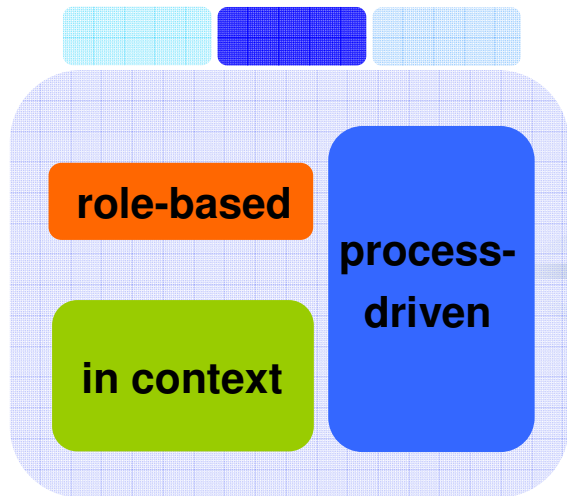 role-based
process-
driven
in context